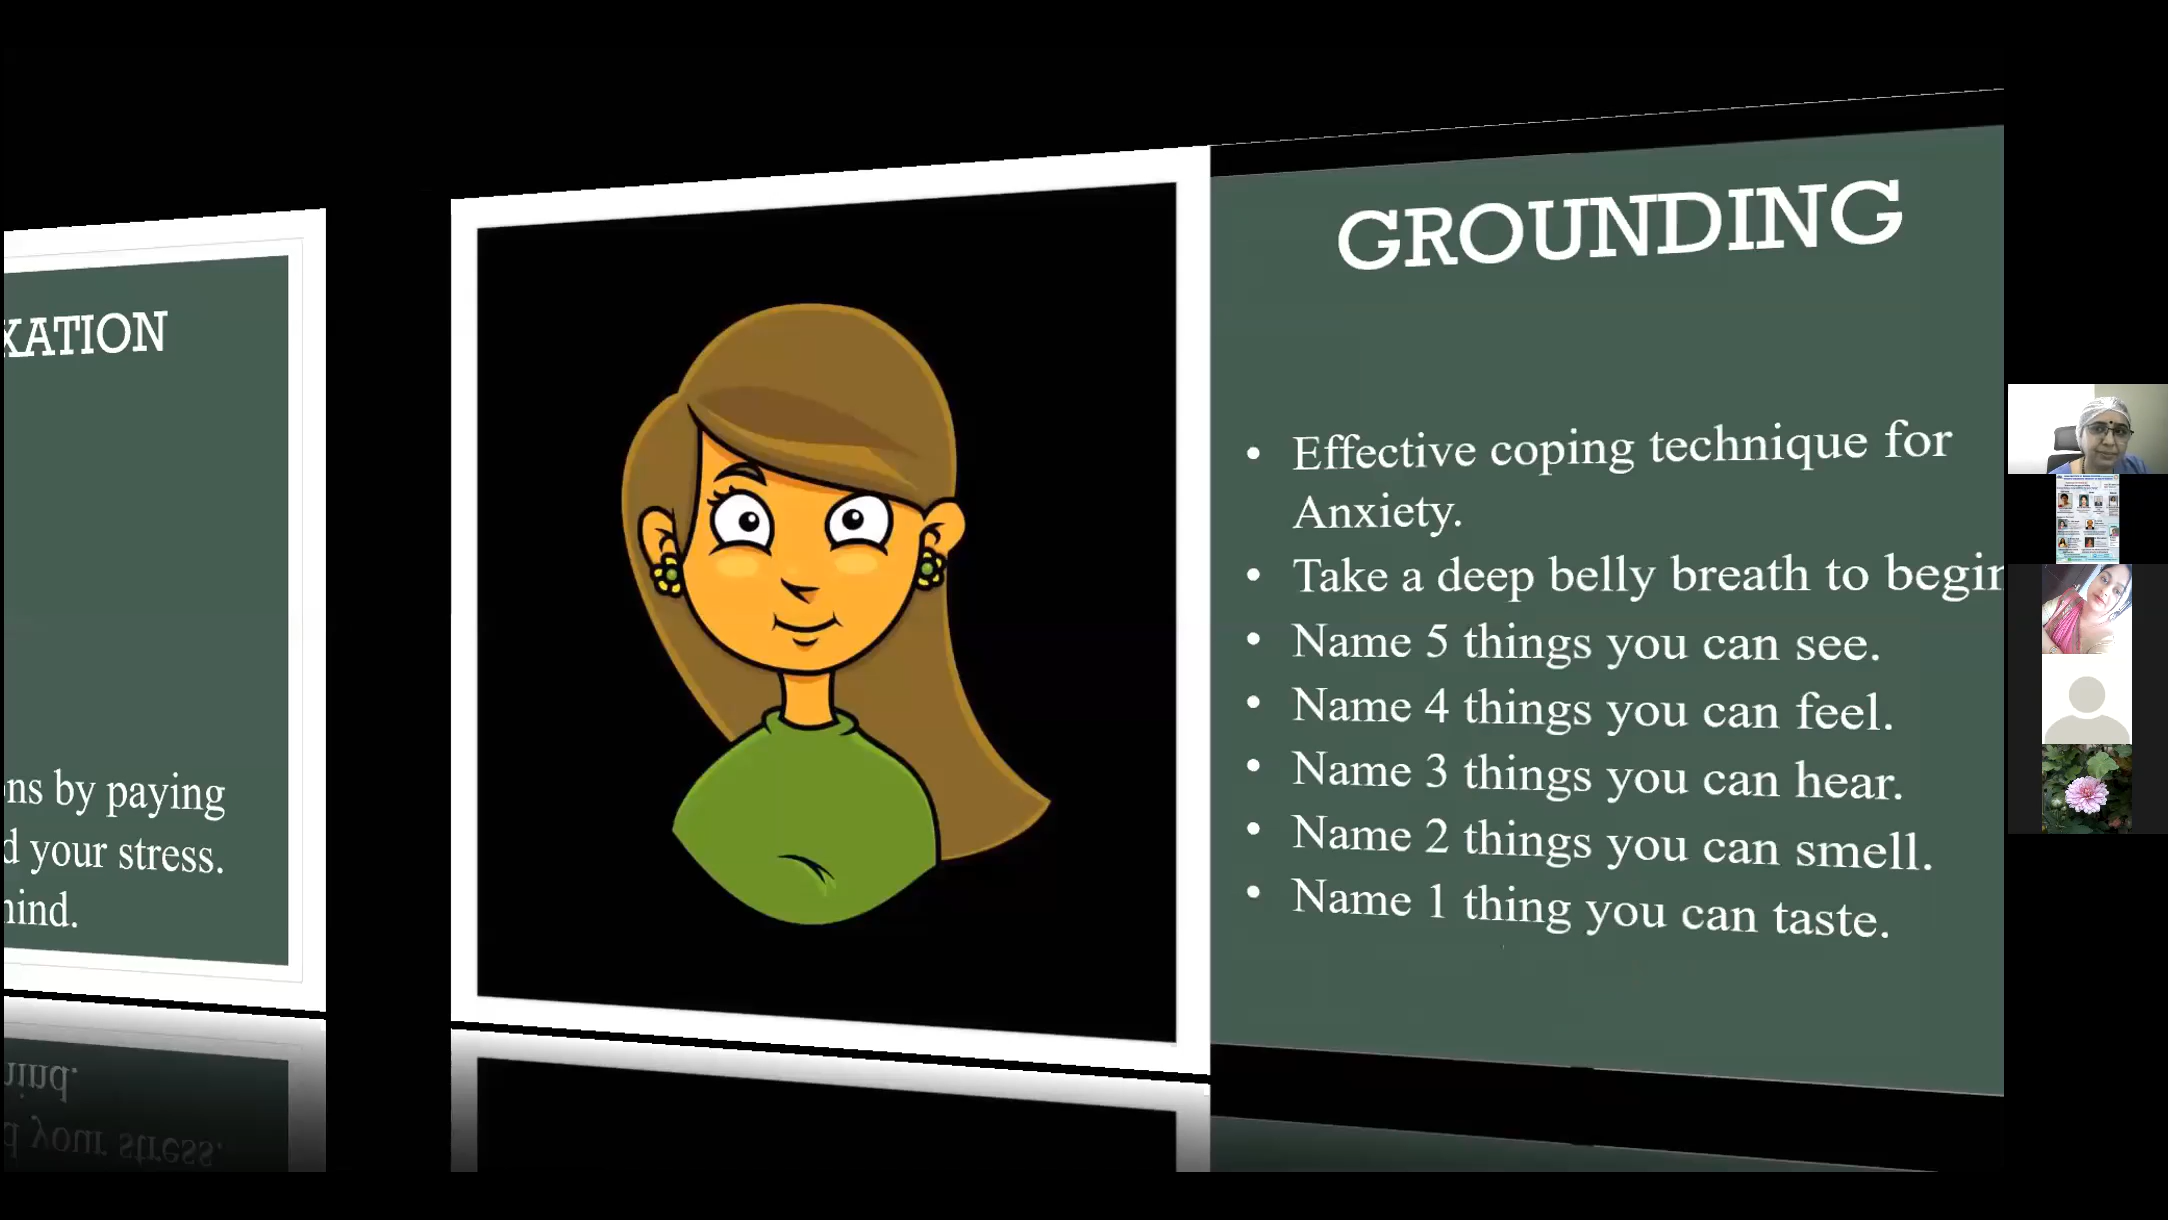 XATION
ns by paying
d your stress.
ind.
GROUNDING
• Effective coping technique for
Anxiety.
• Take a deep belly breath to begin
• Name 5 things you can see.
• Name 4 things you can feel.
• Name 3 things you can hear.
• Name 2 things you can smell.
• Name 1 thing you can taste.